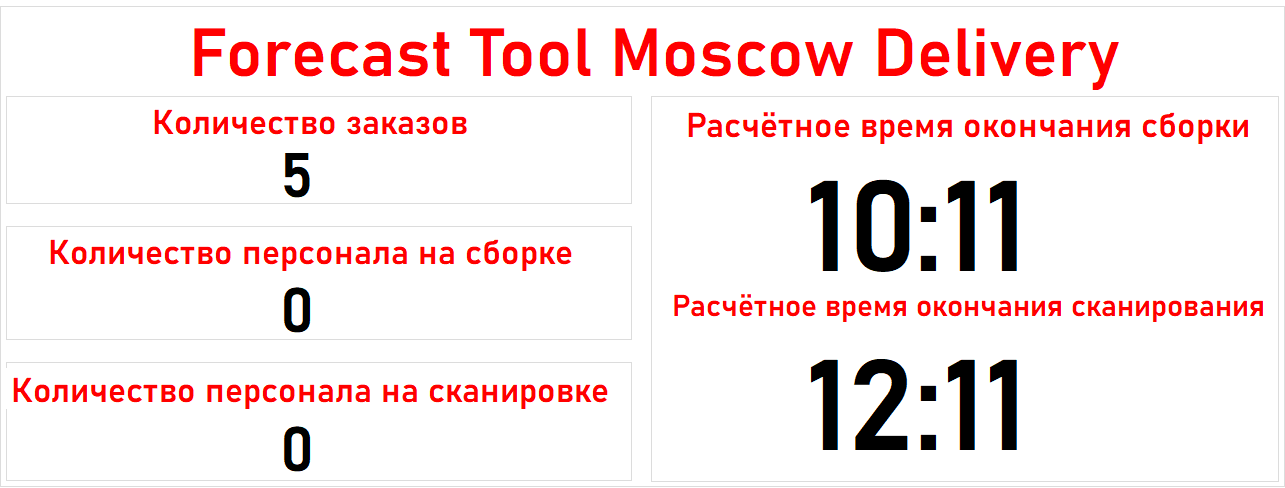 Forecast Tool Moscow Delivery
Количество заказов
5
Количество персонала на сборке
0
Количество персонала на сканировке
0
Расчётное время окончания сборки
10:11
Расчётное время окончания сканирования
12:11